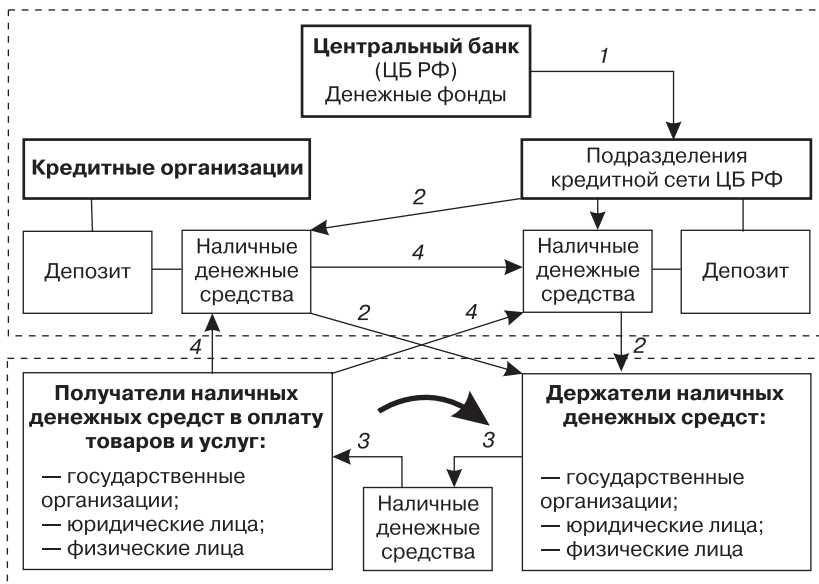 Центральный банк
(ЦБ РФ)
Денежные фонды
1
Кредитные организации
Подразделения
кредитной сети ЦБ РФ
2
Депозит
Наличные
денежные
средства
4
Наличные
денежные
средства
Депозит
2
4
4
2
Получатели наличных
денежных средст в оплату
товаров и услуг:
— государственные
организации;
— юридические лица;
— физические лица
3
3
Наличные
денежные
средства
Держатели наличных
денежных средст:
— государственные
организации;
— юридические лица;
— физические лица